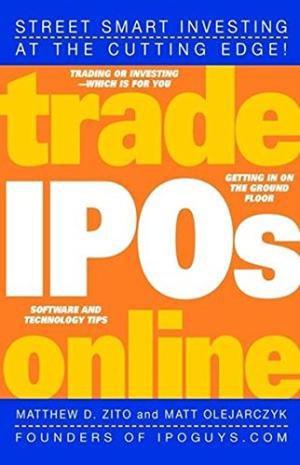 STREET SMART INVESTING
AT THE CUTTING EDGE!
TRADING OR INVESTING
—WHICH IS FOR YOU
trade
GETTING IN ON
THE GROUND
FLOOR
IPOs
SOFTWARE AND
TECHNOLOGY TIPS
online
MATTHEW D. ZITO AND MATT OLEJARCZYK
FOUNDERS OF IPOGUYS.COM